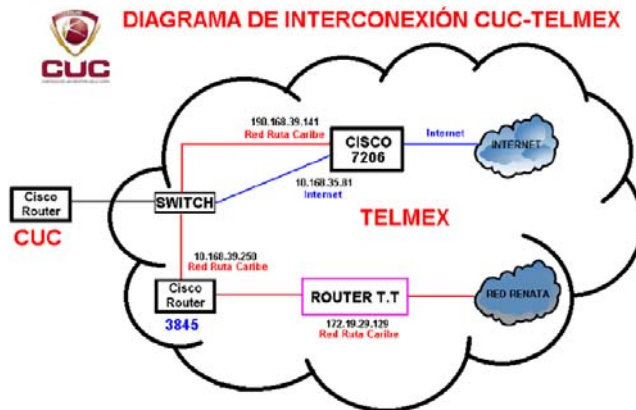 DIAGRAMA DE INTERCONEXIÓN CUC-TELMEX
CUC
190.168.39.141
Red Ruta Caribe
CISCO
7206
Internet
INTERNET
10.168.35.81
Internet
Cisco
Router
CUC
SWITCH
TELMEX
10.168.39.250
Red Ruta Caribe
Cisco
Router
3845
ROUTER T.T
172.19.29.129
Red Ruta Caribe
RED RENATA